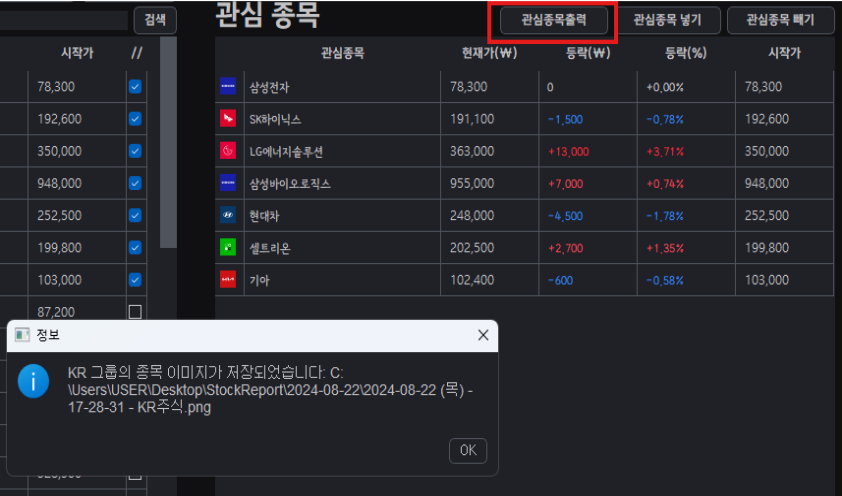 검색
관심 종목
관심종목출력
관심종목 넣기
관심종목 빼기
시작가 //
관심종목 현재가(₩) 등락(₩) 등락(%) 시작가
78,300
삼성전자 78,300 0 +0.00% 78,300
192,600
SK하이닉스 191,100 -1,500 -0.78% 192,600
350,000
LG에너지솔루션 363,000 +13,000 +3.71% 350,000
948,000
삼성바이오로직스 955,000 +7,000 +0.74% 948,000
252,500
현대차 248,000 -4,500 -1.78% 252,500
199,800
셀트리온 202,500 +2,700 +1.35% 199,800
103,000
기아 102,400 -600 -0.58% 103,000
87,200
정보
KR 그룹의 종목 이미지가 저장되었습니다: C:
\Users\USER\Desktop\StockReport\2024-08-22\2024-08-22 (목) -
17-28-31 - KR주식.png
OK